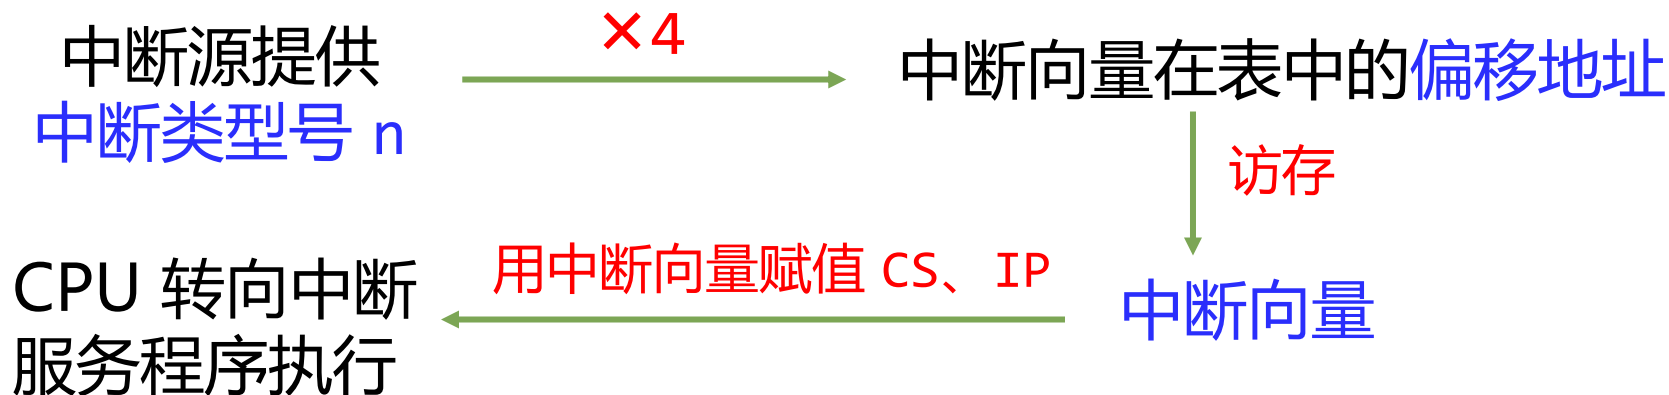 中断源提供
中断类型号 n
×4
中断向量在表中的偏移地址
访存
中断向量
用中断向量赋值 CS、IP
CPU 转向中断
服务程序执行